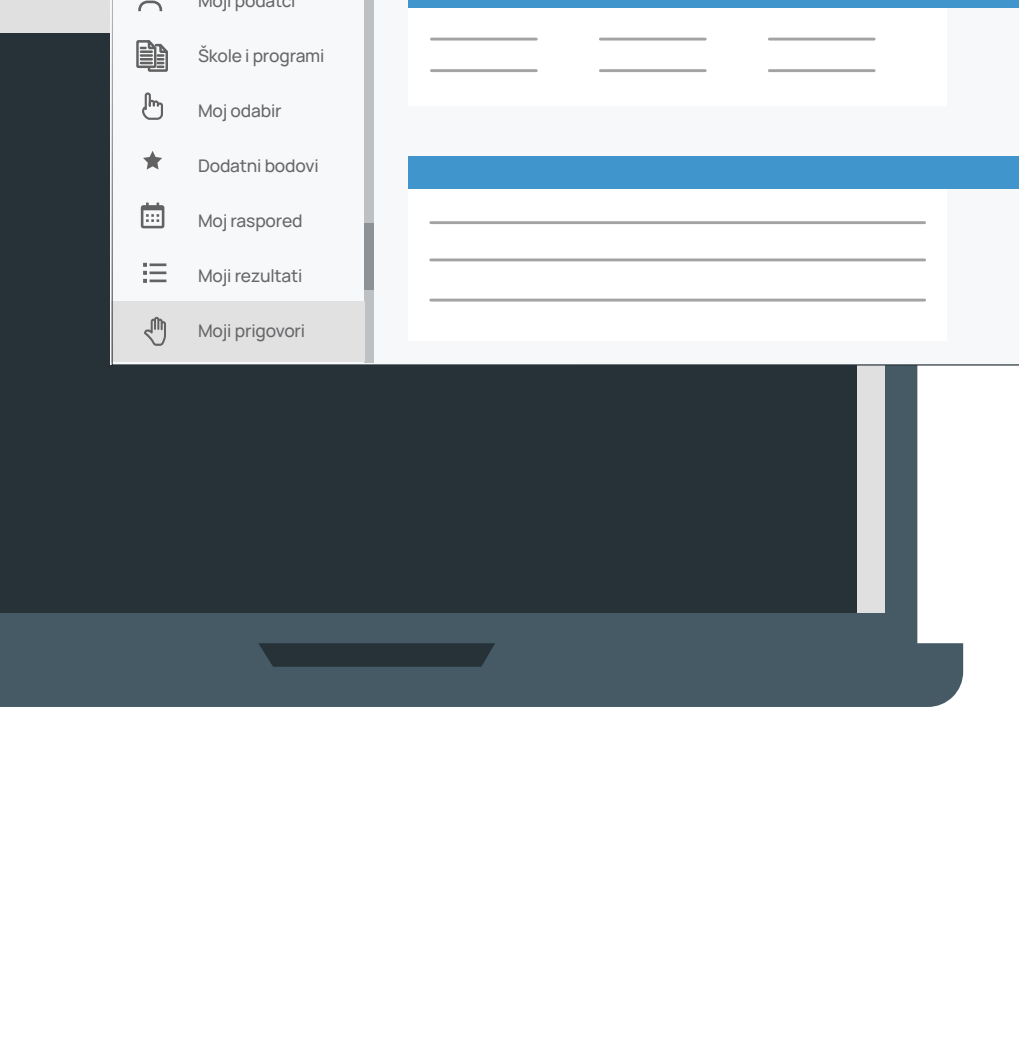 Moji podatci
Škole i programi
Moj odabir
Dodatni bodovi
Moj raspored
Moji rezultati
Moji prigovori